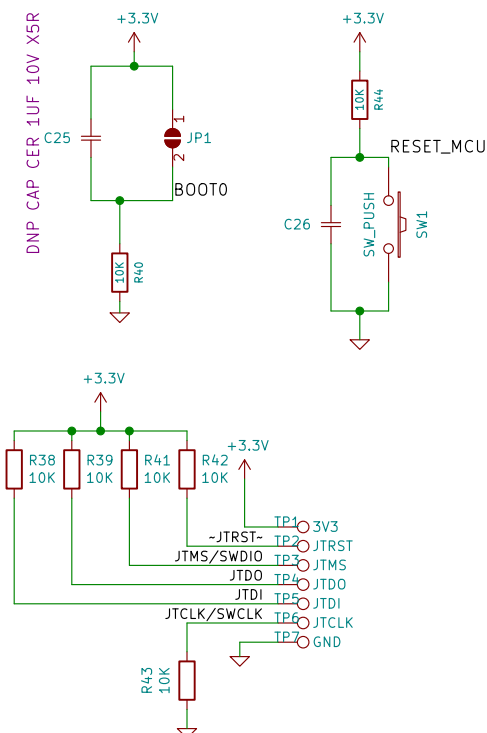 +3.3V
DNP CAP CER 1UF 10V X5R
C25
1
JP1
2
BOOT0
10K
R40
+3.3V
10K
R44
RESET_MCU
C26
SW_PUSH
SW1
+3.3V
R38
10K
R39
10K
R41
10K
R42
10K
+3.3V
TP1
3V3
~JTRST~
TP2
JTRST
JTMS/SWDIO
TP3
JTMS
JTDO
TP4
JTDO
JTDI
TP5
JTDI
JTCLK/SWCLK
TP6
JTCLK
TP7
GND
R43
10K